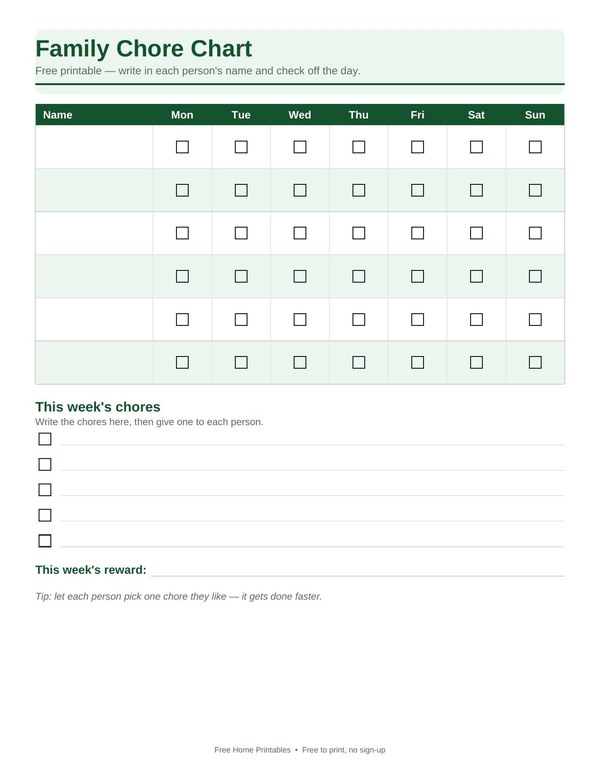 Family Chore Chart
Free printable — write in each person's name and check off the day.
Name Mon Tue Wed Thu Fri Sat Sun
This week's chores
Write the chores here, then give one to each person.
This week's reward:
Tip: let each person pick one chore they like — it gets done faster.
Free Home Printables • Free to print, no sign-up